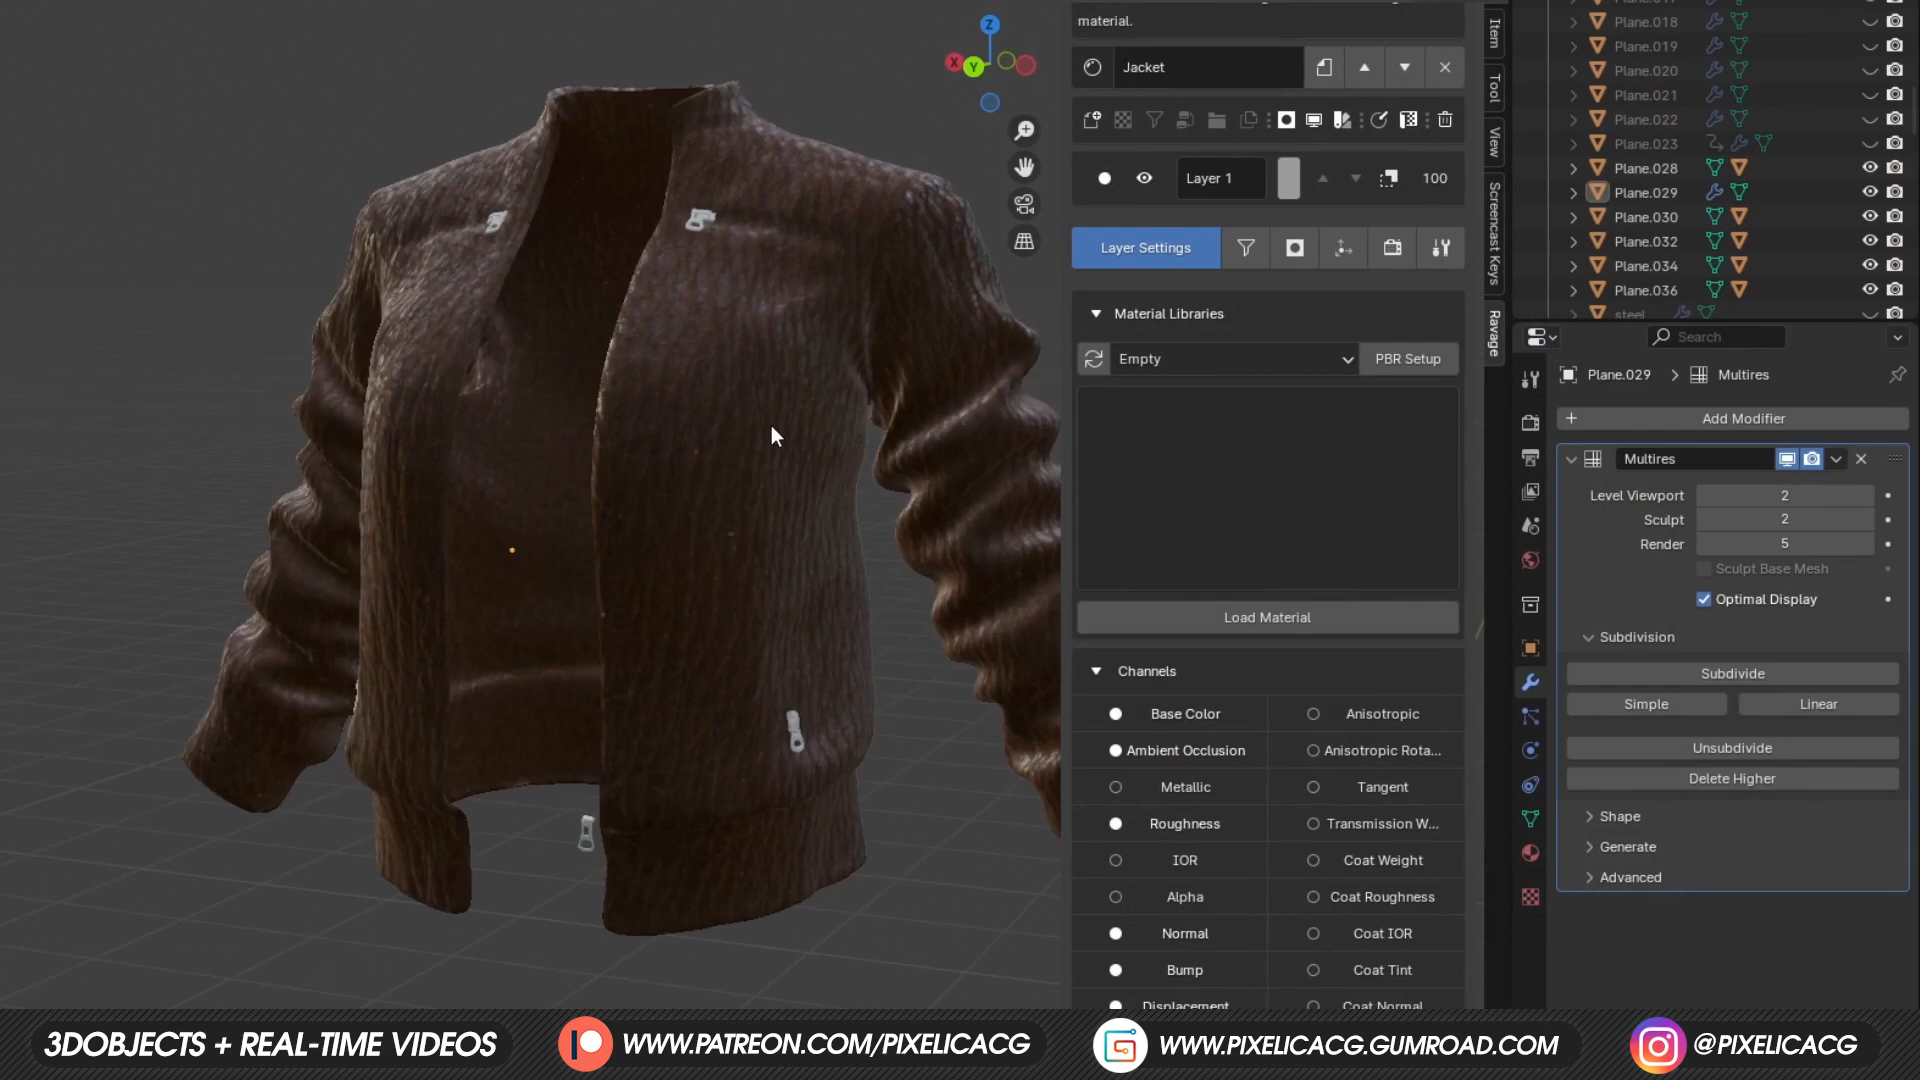 material.
Jacket
Layer 1
100
Layer Settings
Material Libraries
Empty
PBR Setup
Load Material
Channels
Base Color
Anisotropic
Ambient Occlusion
Anisotropic Rota...
Metallic
Tangent
Roughness
Transmission W...
IOR
Coat Weight
Alpha
Coat Roughness
Normal
Coat IOR
Bump
Coat Tint
Displacement
Coat Normal
Item
Tool
View
Screencast Keys
Ravage
Z
X
Y
Plane.018
Plane.019
Plane.020
Plane.021
Plane.022
Plane.023
Plane.028
Plane.029
Plane.030
Plane.032
Plane.034
Plane.036
steel
Search
Plane.029
Multires
Add Modifier
Multires
Level Viewport
2
Sculpt
2
Render
5
Sculpt Base Mesh
Optimal Display
Subdivision
Subdivide
Simple
Linear
Unsubdivide
Delete Higher
Shape
Generate
Advanced
3DOBJECTS + REAL-TIME VIDEOS
WWW.PATREON.COM/PIXELICACG
WWW.PIXELICACG.GUMROAD.COM
@PIXELICACG